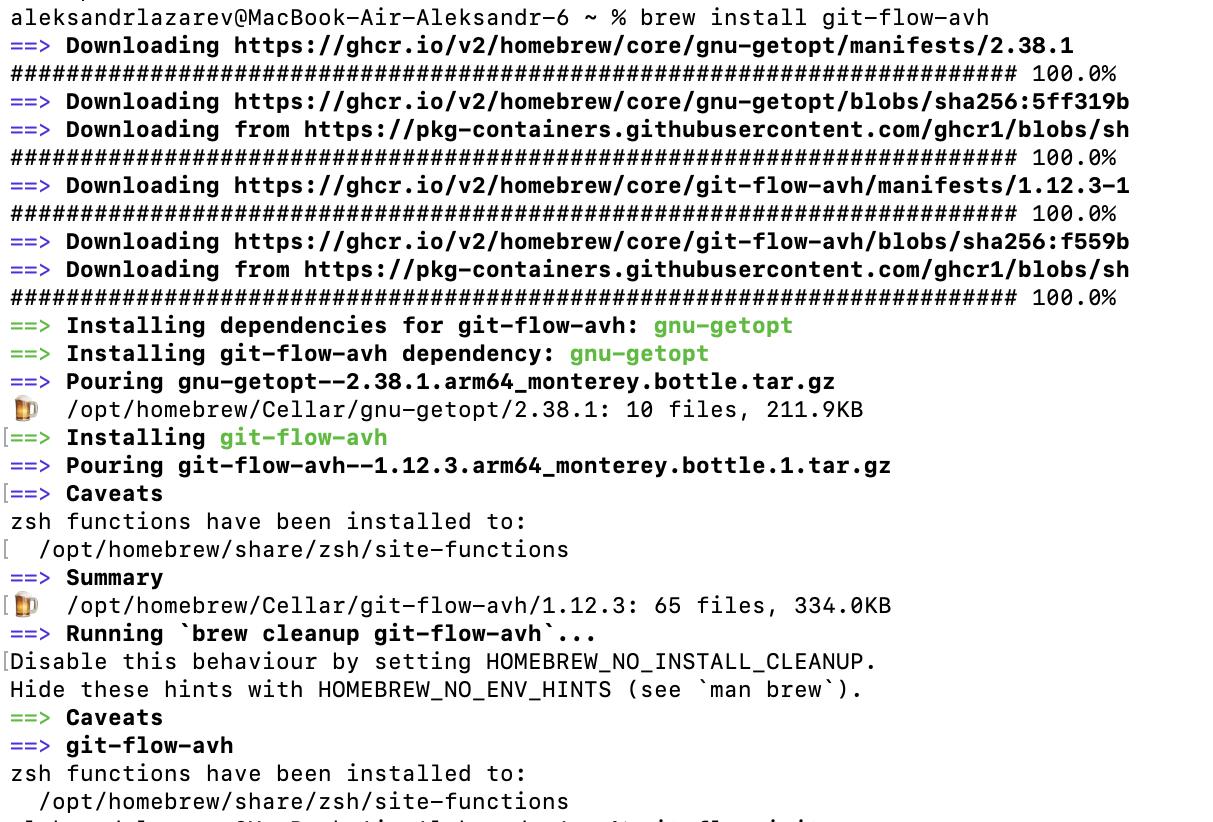 aleksandrlazarev@MacBook-Air-Aleksandr-6 ~ % brew install git-flow-avh
==> Downloading https://ghcr.io/v2/homebrew/core/gnu-getopt/manifests/2.38.1
######################################################################## 100.0%
==> Downloading https://ghcr.io/v2/homebrew/core/gnu-getopt/blobs/sha256:5ff319b
==> Downloading from https://pkg-containers.githubusercontent.com/ghcr1/blobs/sh
######################################################################## 100.0%
==> Downloading https://ghcr.io/v2/homebrew/core/git-flow-avh/manifests/1.12.3-1
######################################################################## 100.0%
==> Downloading https://ghcr.io/v2/homebrew/core/git-flow-avh/blobs/sha256:f559b
==> Downloading from https://pkg-containers.githubusercontent.com/ghcr1/blobs/sh
######################################################################## 100.0%
==> Installing dependencies for git-flow-avh: gnu-getopt
==> Installing git-flow-avh dependency: gnu-getopt
==> Pouring gnu-getopt--2.38.1.arm64_monterey.bottle.tar.gz
🍺  /opt/homebrew/Cellar/gnu-getopt/2.38.1: 10 files, 211.9KB
[==> Installing git-flow-avh
==> Pouring git-flow-avh--1.12.3.arm64_monterey.bottle.1.tar.gz
[==> Caveats
zsh functions have been installed to:
[  /opt/homebrew/share/zsh/site-functions
==> Summary
[🍺  /opt/homebrew/Cellar/git-flow-avh/1.12.3: 65 files, 334.0KB
==> Running `brew cleanup git-flow-avh`...
[Disable this behaviour by setting HOMEBREW_NO_INSTALL_CLEANUP.
Hide these hints with HOMEBREW_NO_ENV_HINTS (see `man brew`).
==> Caveats
==> git-flow-avh
zsh functions have been installed to:
  /opt/homebrew/share/zsh/site-functions